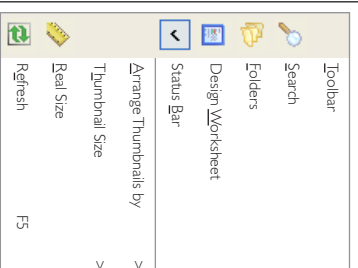 Toolbar
Search
Folders
Design Worksheet
Status Bar
Arrange Thumbnails by >
Thumbnail Size >
Real Size
Refresh F5